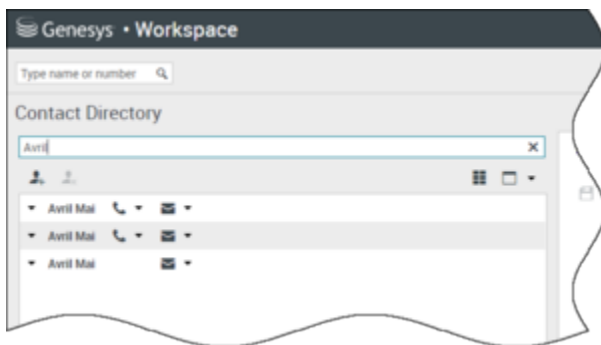 Genesys • Workspace
Type name or number
Contact Directory
Avril
Avril Mai
Avril Mai
Avril Mai